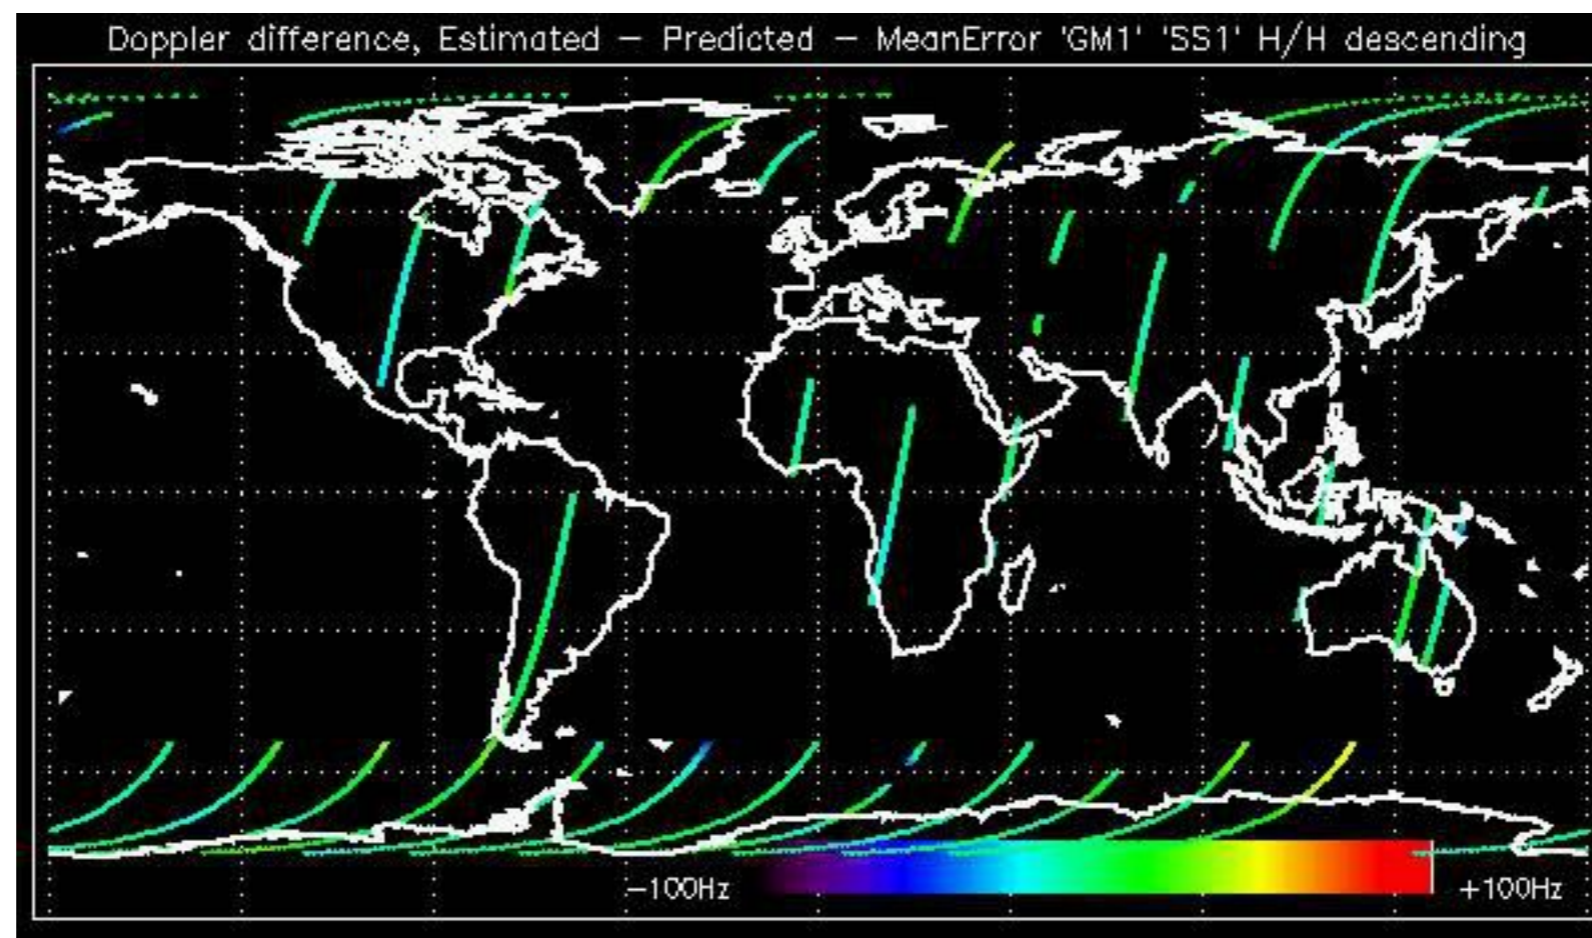 Doppler difference, Estimated – Predicted – MeanError 'GM1' 'SS1' H/H descending
−100Hz
+100Hz